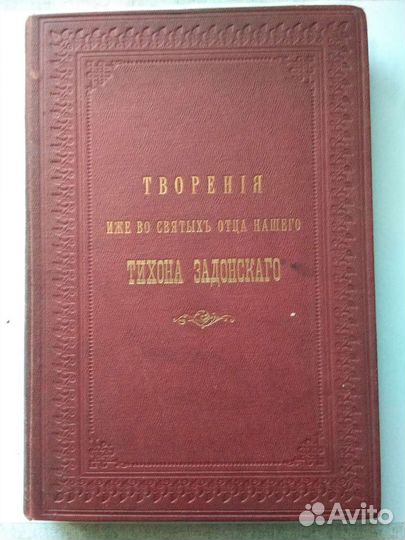 ТВОРЕНІЯ
ИЖЕ ВО СВЯТЫХЪ ОТЦА НАШЕГО
ТИХОНА ЗАДОНСКАГО
Avito